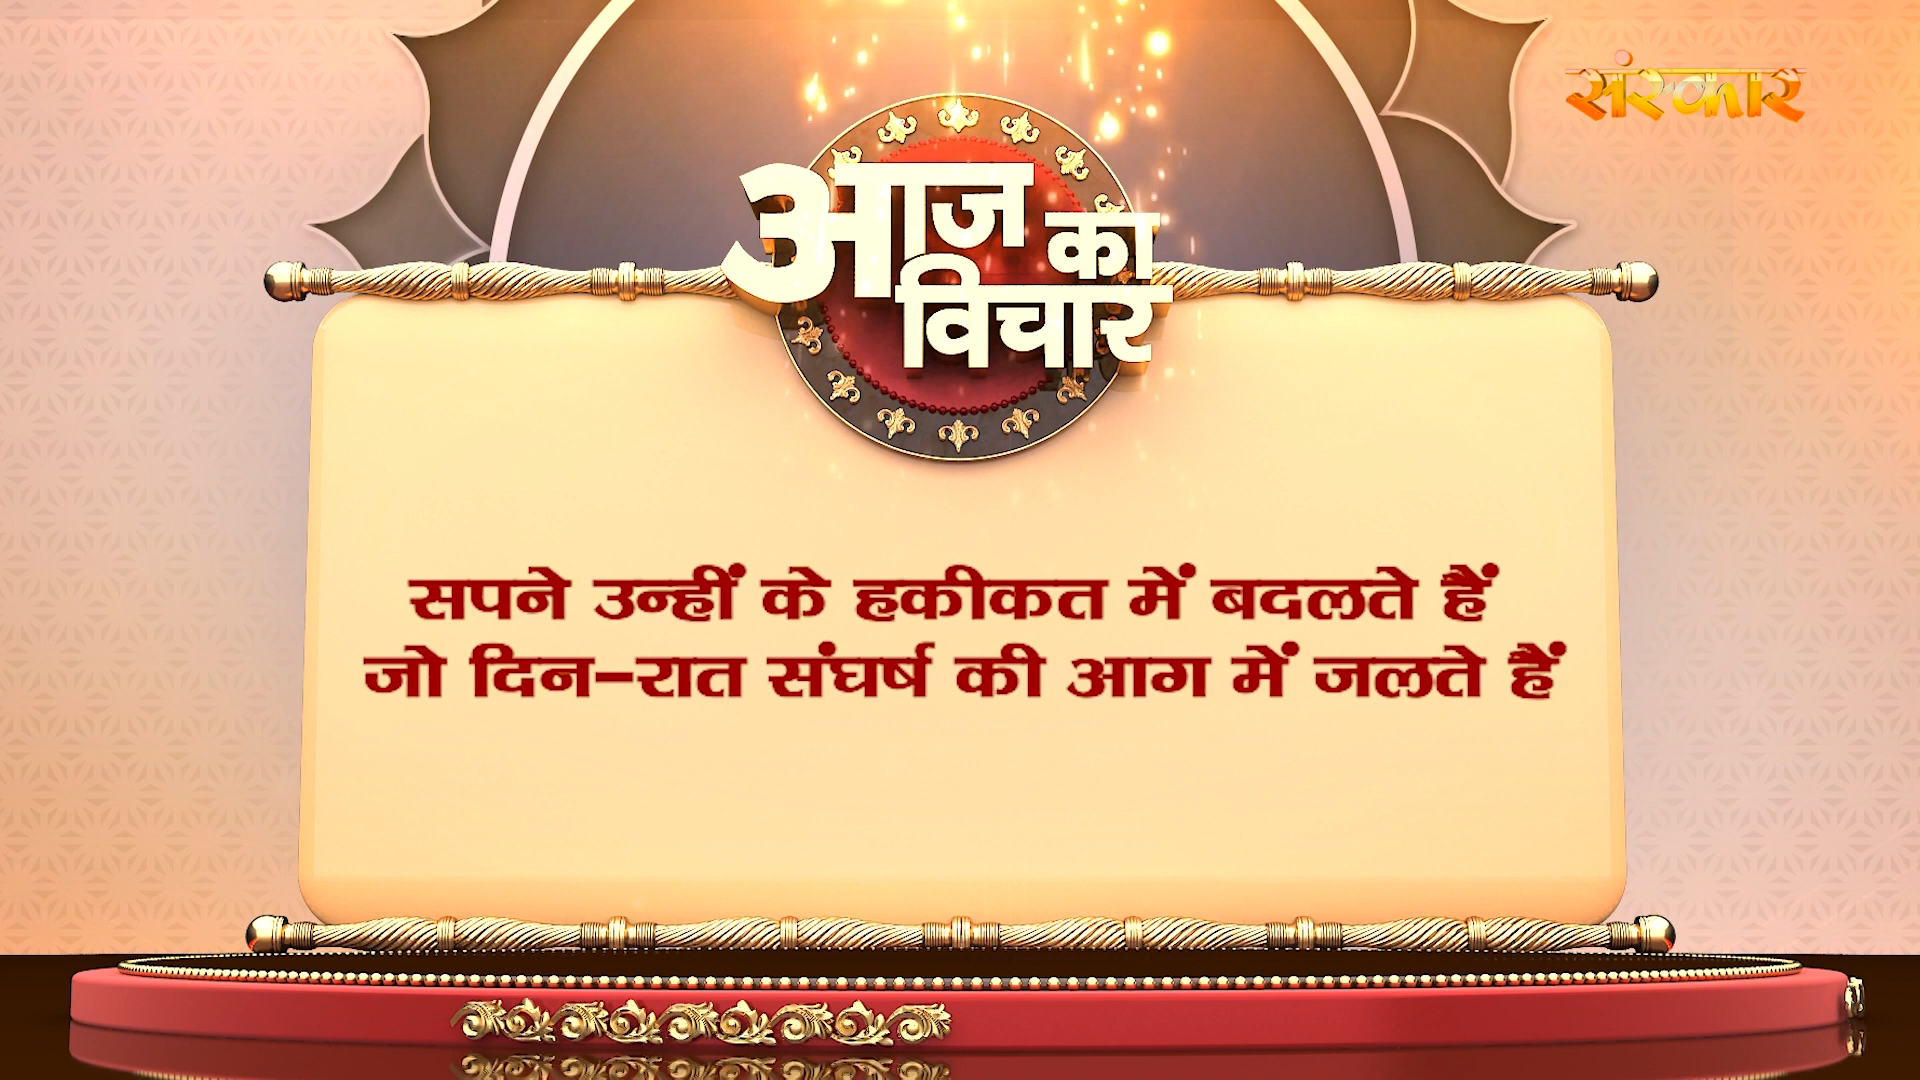 संस्कार
आज का
विचार
सपने उन्हीं के हकीकत में बदलते हैं
जो दिन-रात संघर्ष की आग में जलते हैं